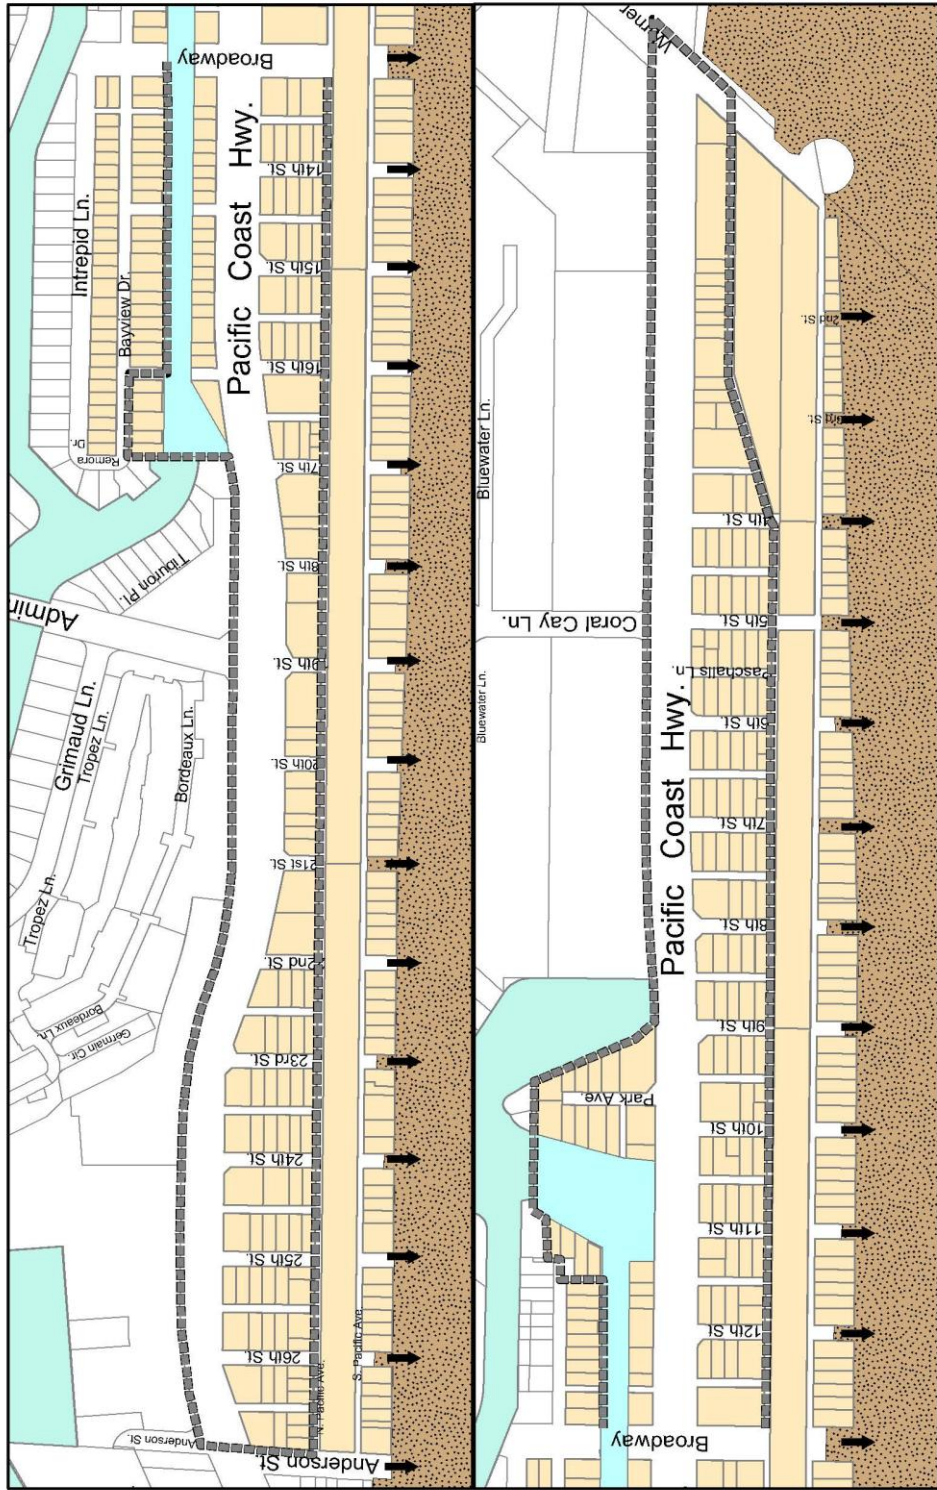 Broadway
Intrepid Ln.
Bayview Dr.
Pacific Coast Hwy.
14th St.
15th St.
16th St.
Remora Dr.
17th St.
18th St.
Tiburon Pl.
Admir
19th St.
Grimaud Ln.
Tropez Ln.
Bordeaux Ln.
20th St.
21st St.
Tropez Ln.
22nd St.
Bordeaux Ln.
Germain Cir.
23rd St.
24th St.
25th St.
26th St.
N. Pacific Ave.
S. Pacific Ave.
Anderson St.
Anderson St.
Warner
2nd St.
3rd St.
Bluewater Ln.
4th St.
5th St.
Coral Cay Ln.
Paschalls Ln.
Bluewater Ln.
6th St.
Pacific Coast Hwy.
7th St.
8th St.
9th St.
Park Ave.
10th St.
11th St.
12th St.
Broadway